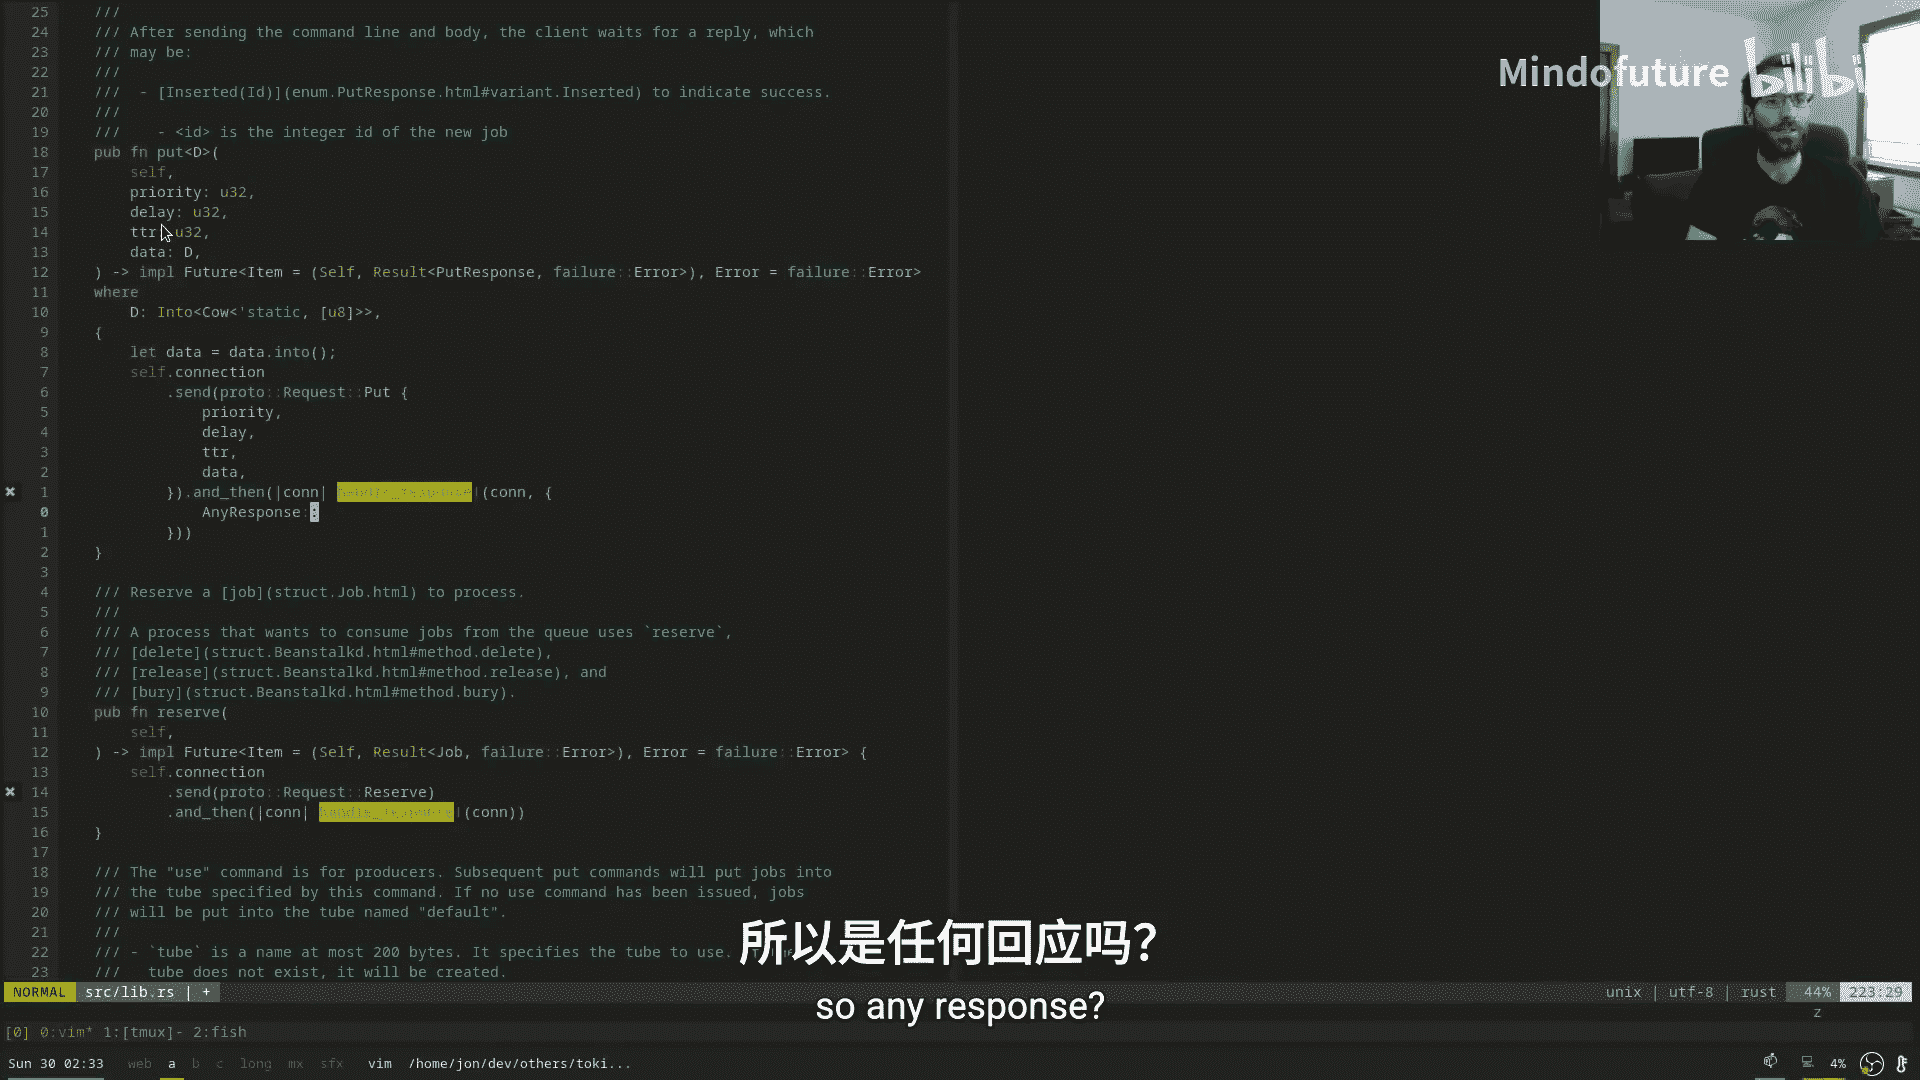 25 ///
24 /// After sending the command line and body, the client waits for a reply, which
23 /// may be:
22 ///
21 ///  - [Inserted(Id)](enum.PutResponse.html#variant.Inserted) to indicate success.
20 ///
19 ///    - <id> is the integer id of the new job
18 pub fn put<D>(
17     self,
16     priority: u32,
15     delay: u32,
14     ttr u32,
13     data: D,
12 ) -> impl Future<Item = (Self, Result<PutResponse, failure::Error>), Error = failure::Error>
11 where
10     D: Into<Cow<'static, [u8]>>,
9 {
8     let data = data.into();
7     self.connection
6         .send(proto::Request::Put {
5             priority,
4             delay,
3             ttr,
2             data,
1         }).and_then(|conn| handle_response!(conn, {
0             AnyResponse::
1         }))
2 }
3
4 /// Reserve a [job](struct.Job.html) to process.
5 ///
6 /// A process that wants to consume jobs from the queue uses `reserve`,
7 /// [delete](struct.Beanstalkd.html#method.delete),
8 /// [release](struct.Beanstalkd.html#method.release), and
9 /// [bury](struct.Beanstalkd.html#method.bury).
10 pub fn reserve(
11     self,
12 ) -> impl Future<Item = (Self, Result<Job, failure::Error>), Error = failure::Error> {
13     self.connection
14         .send(proto::Request::Reserve)
15         .and_then(|conn| handle_response!(conn))
16 }
17
18 /// The "use" command is for producers. Subsequent put commands will put jobs into
19 /// the tube specified by this command. If no use command has been issued, jobs
20 /// will be put into the tube named "default".
21 ///
22 /// - `tube` is a name at most 200 bytes. It specifies the tube to use.
23 ///   tube does not exist, it will be created.
Mindofuture bilibi
所以是任何回应吗?
so any response?
NORMAL src/lib.rs | + unix | utf-8 | rust 44% 223:29
z
[0] 0:vim* 1:[tmux]- 2:fish
Sun 30 02:33 web a b c long mx sfx vim /home/jon/dev/others/toki... 4%